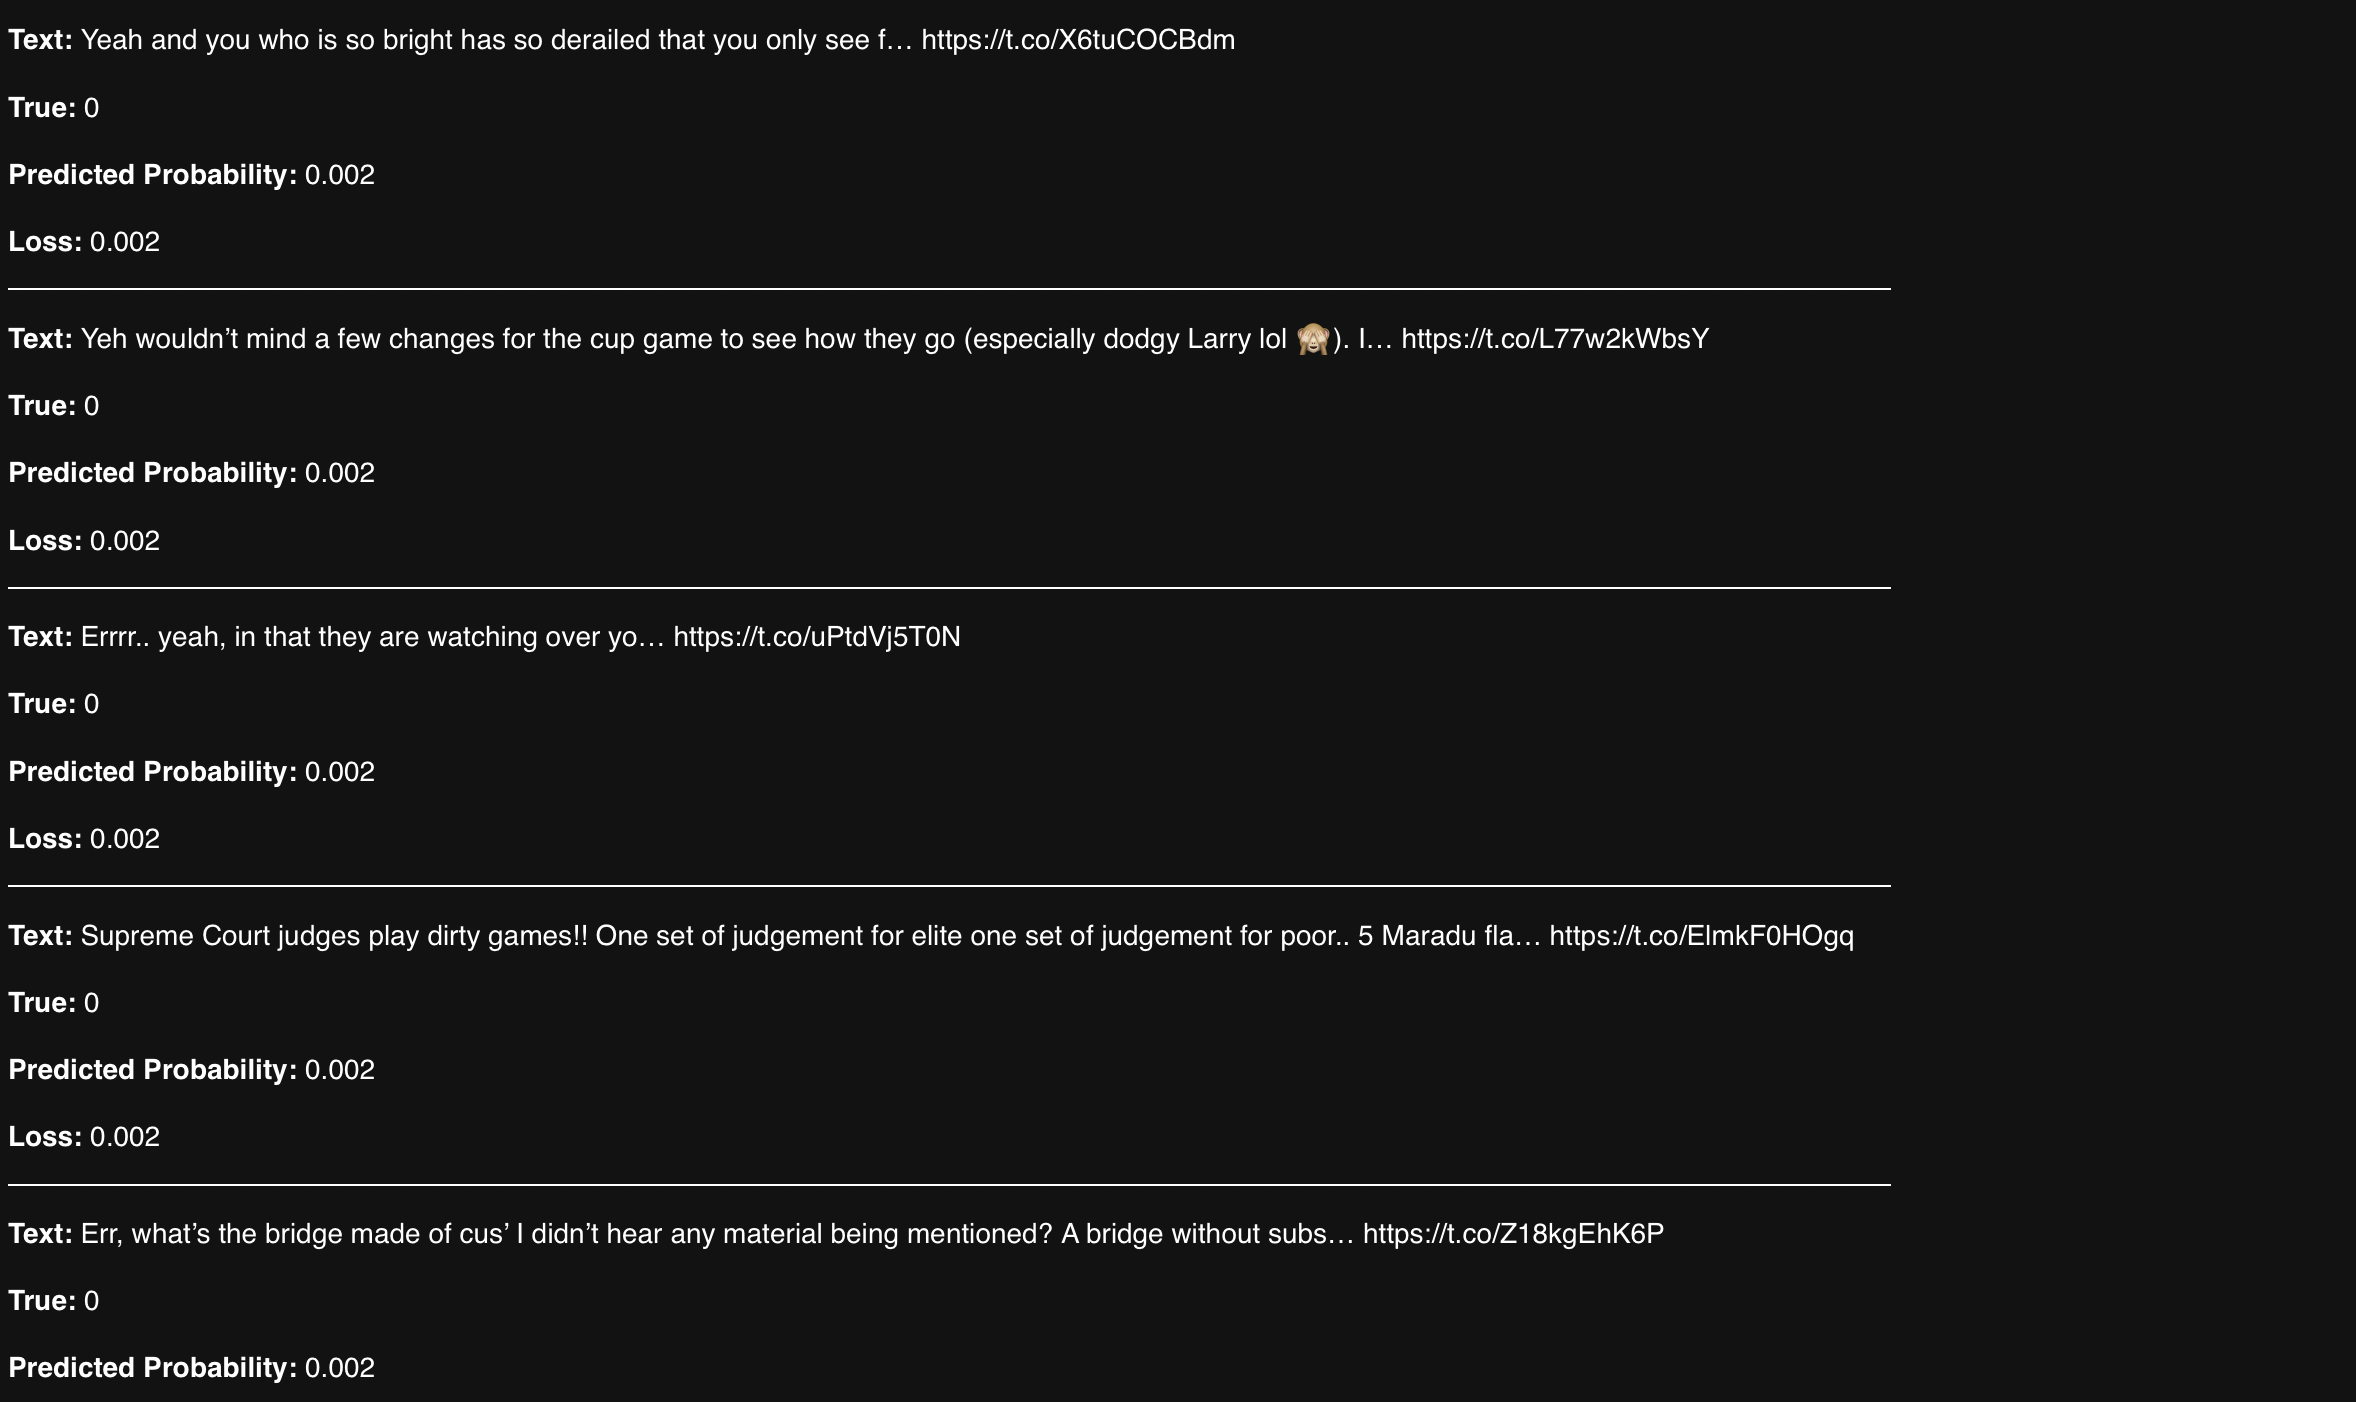 Text: Yeah and you who is so bright has so derailed that you only see f… https://t.co/X6tuCOCBdm
True: 0
Predicted Probability: 0.002
Loss: 0.002
Text: Yeh wouldn’t mind a few changes for the cup game to see how they go (especially dodgy Larry lol 🙈). I… https://t.co/L77w2kWbsY
True: 0
Predicted Probability: 0.002
Loss: 0.002
Text: Errrr.. yeah, in that they are watching over yo… https://t.co/uPtdVj5T0N
True: 0
Predicted Probability: 0.002
Loss: 0.002
Text: Supreme Court judges play dirty games!! One set of judgement for elite one set of judgement for poor.. 5 Maradu fla… https://t.co/ElmkF0HOgq
True: 0
Predicted Probability: 0.002
Loss: 0.002
Text: Err, what’s the bridge made of cus’ I didn’t hear any material being mentioned? A bridge without subs… https://t.co/Z18kgEhK6P
True: 0
Predicted Probability: 0.002